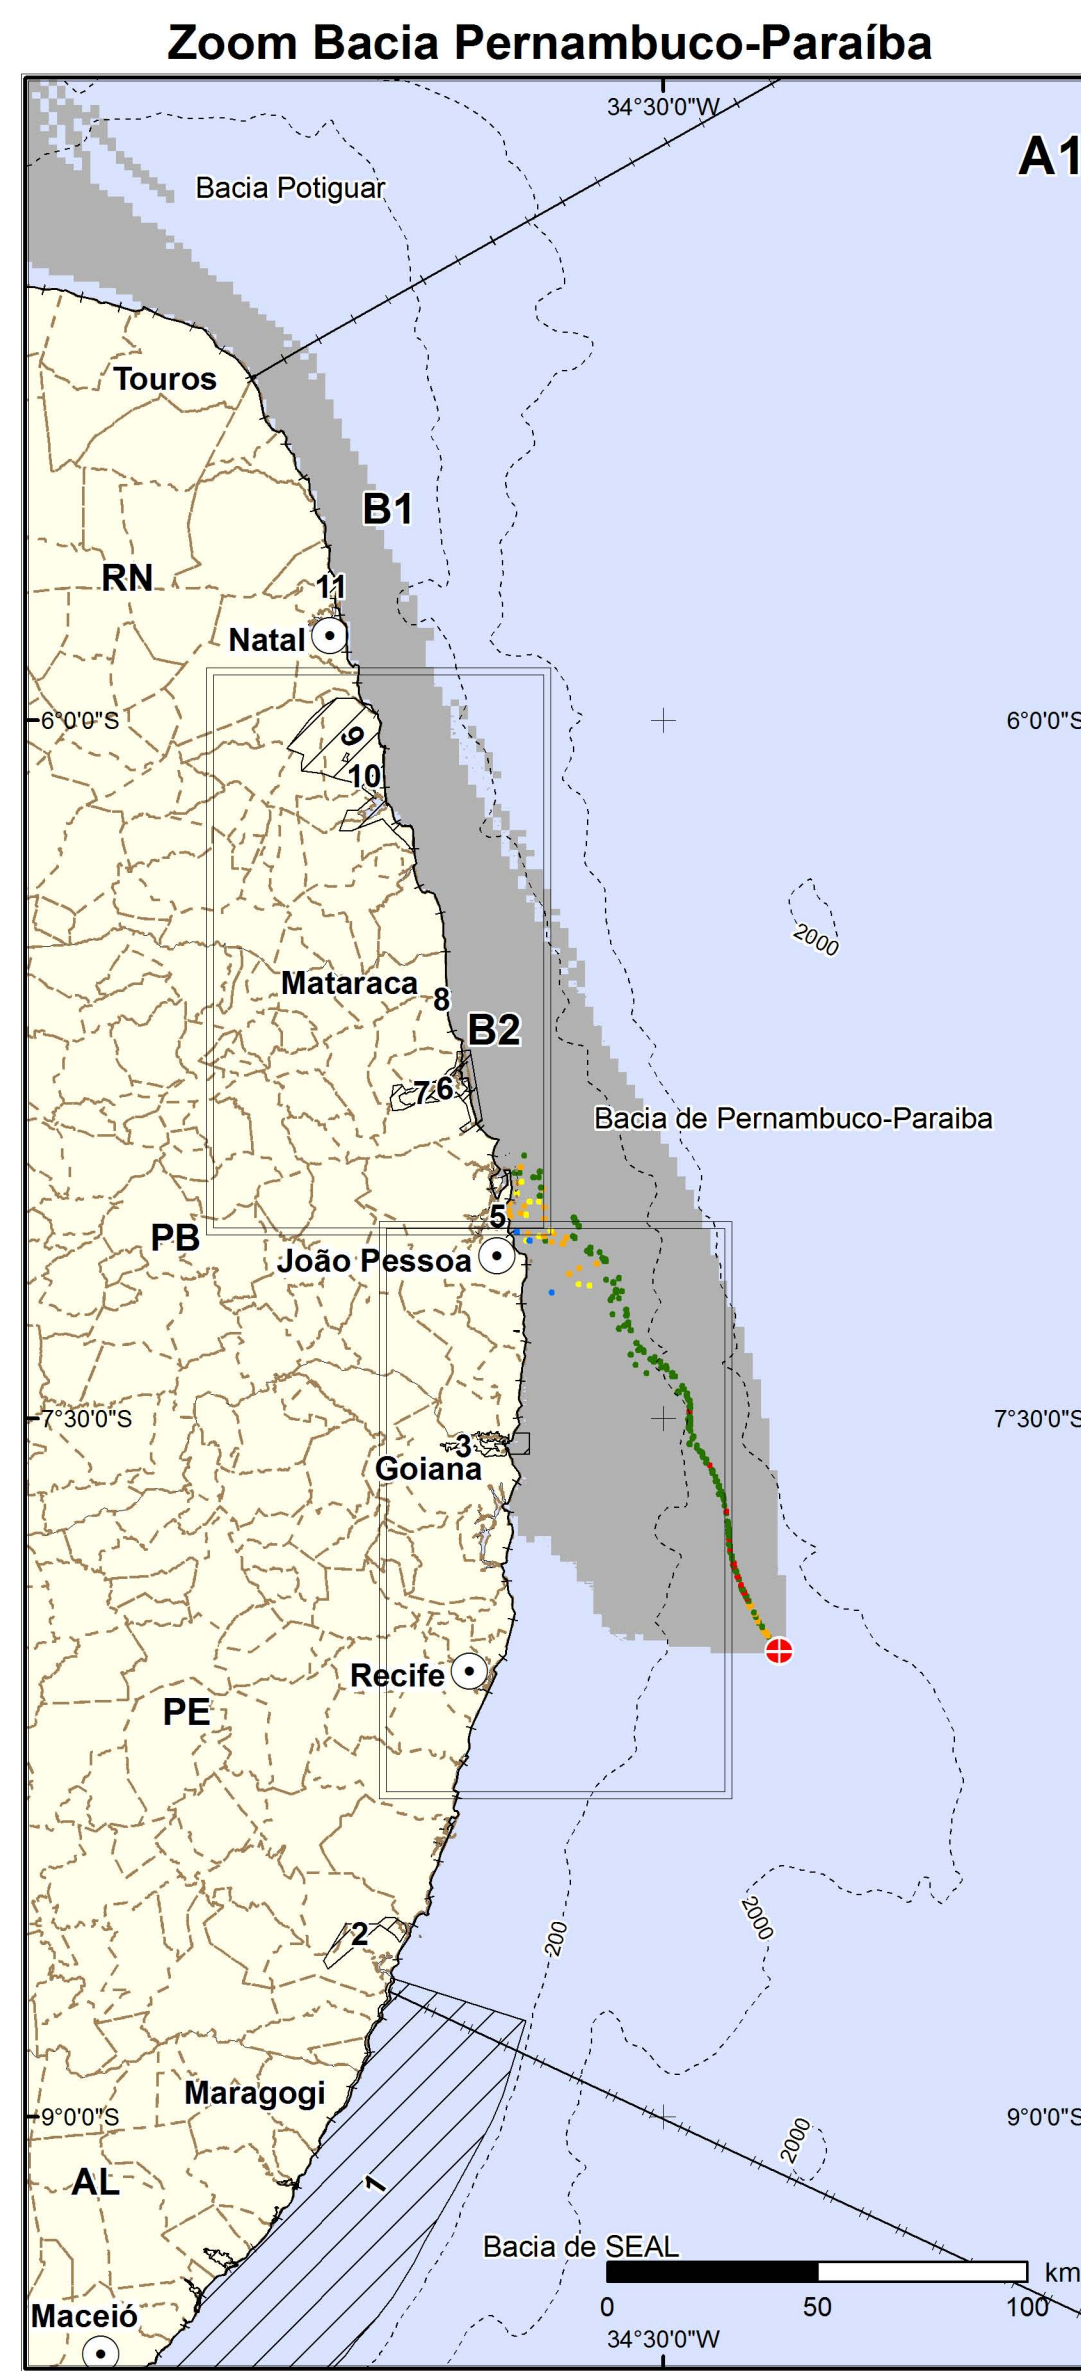 Zoom Bacia Pernambuco-Paraíba
34°30'0"W
A1
Bacia Potiguar
Touros
B1
RN
11
Natal
6°0'0"S
6°0'0"S
9
10
2000
Mataraca
8
B2
7
6
Bacia de Pernambuco-Paraiba
5
PB
João Pessoa
7°30'0"S
7°30'0"S
3
Goiana
Recife
PE
2
200
2000
Maragogi
9°0'0"S
9°0'0"S
2000
AL
1
Bacia de SEAL
km
Maceió
0 50 100
34°30'0"W